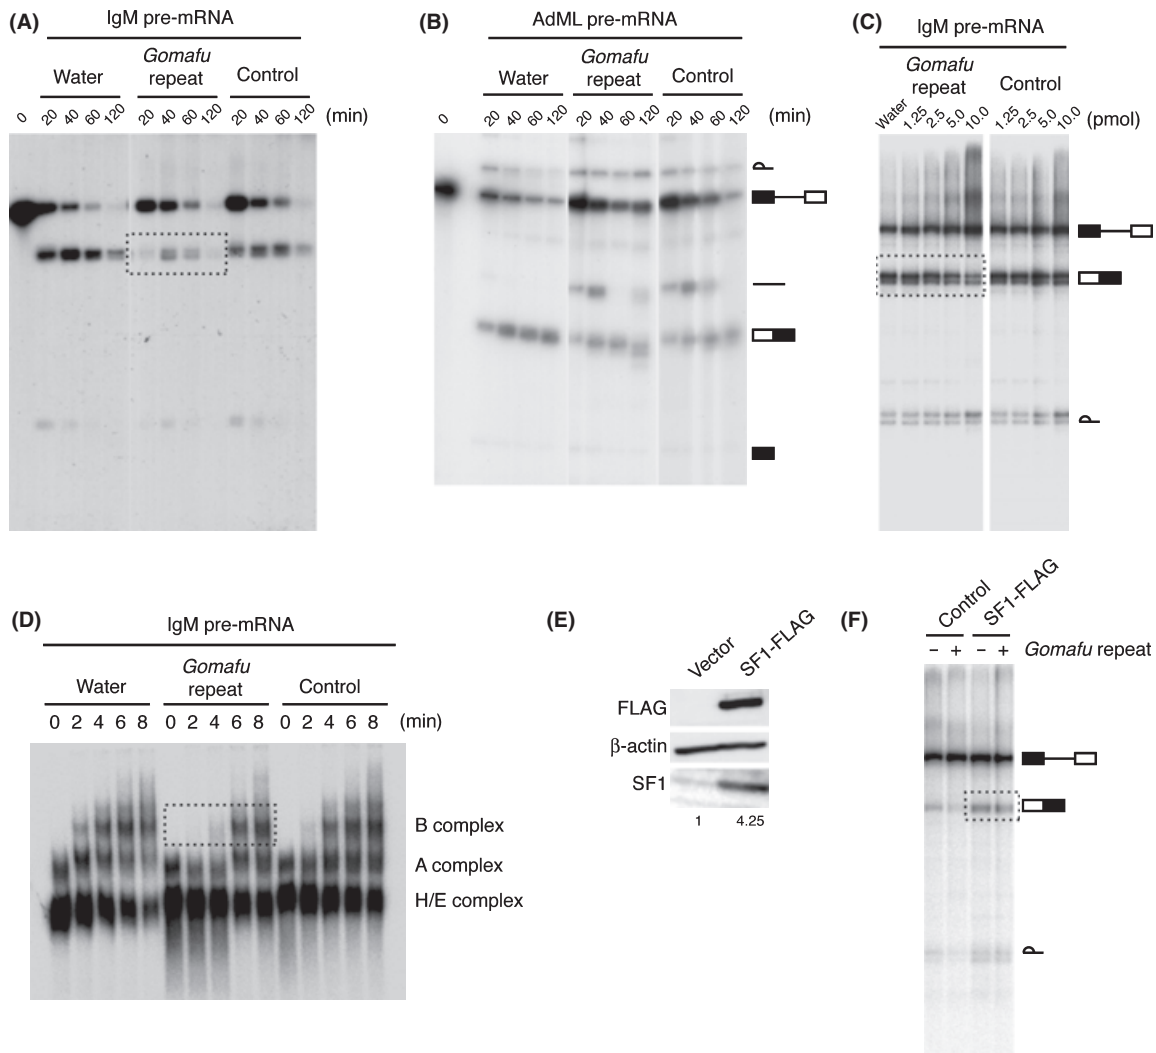 (A)
IgM pre-mRNA
Water
Gomafu
repeat
Control
0 20 40 60 120 20 40 60 120 20 40 60 120 (min)
(B)
AdML pre-mRNA
Water
Gomafu
repeat
Control
0 20 40 60 120 20 40 60 120 20 40 60 120 (min)
(C)
IgM pre-mRNA
Gomafu
repeat
Control
Water 1.25 2.5 5.0 10.0 1.25 2.5 5.0 10.0 (pmol)
(D)
IgM pre-mRNA
Water
Gomafu
repeat
Control
0 2 4 6 8 0 2 4 6 8 0 2 4 6 8 (min)
B complex
A complex
H/E complex
(E)
Vector SF1-FLAG
FLAG
β-actin
SF1
1 4.25
(F)
Control SF1-FLAG
− + − + Gomafu repeat